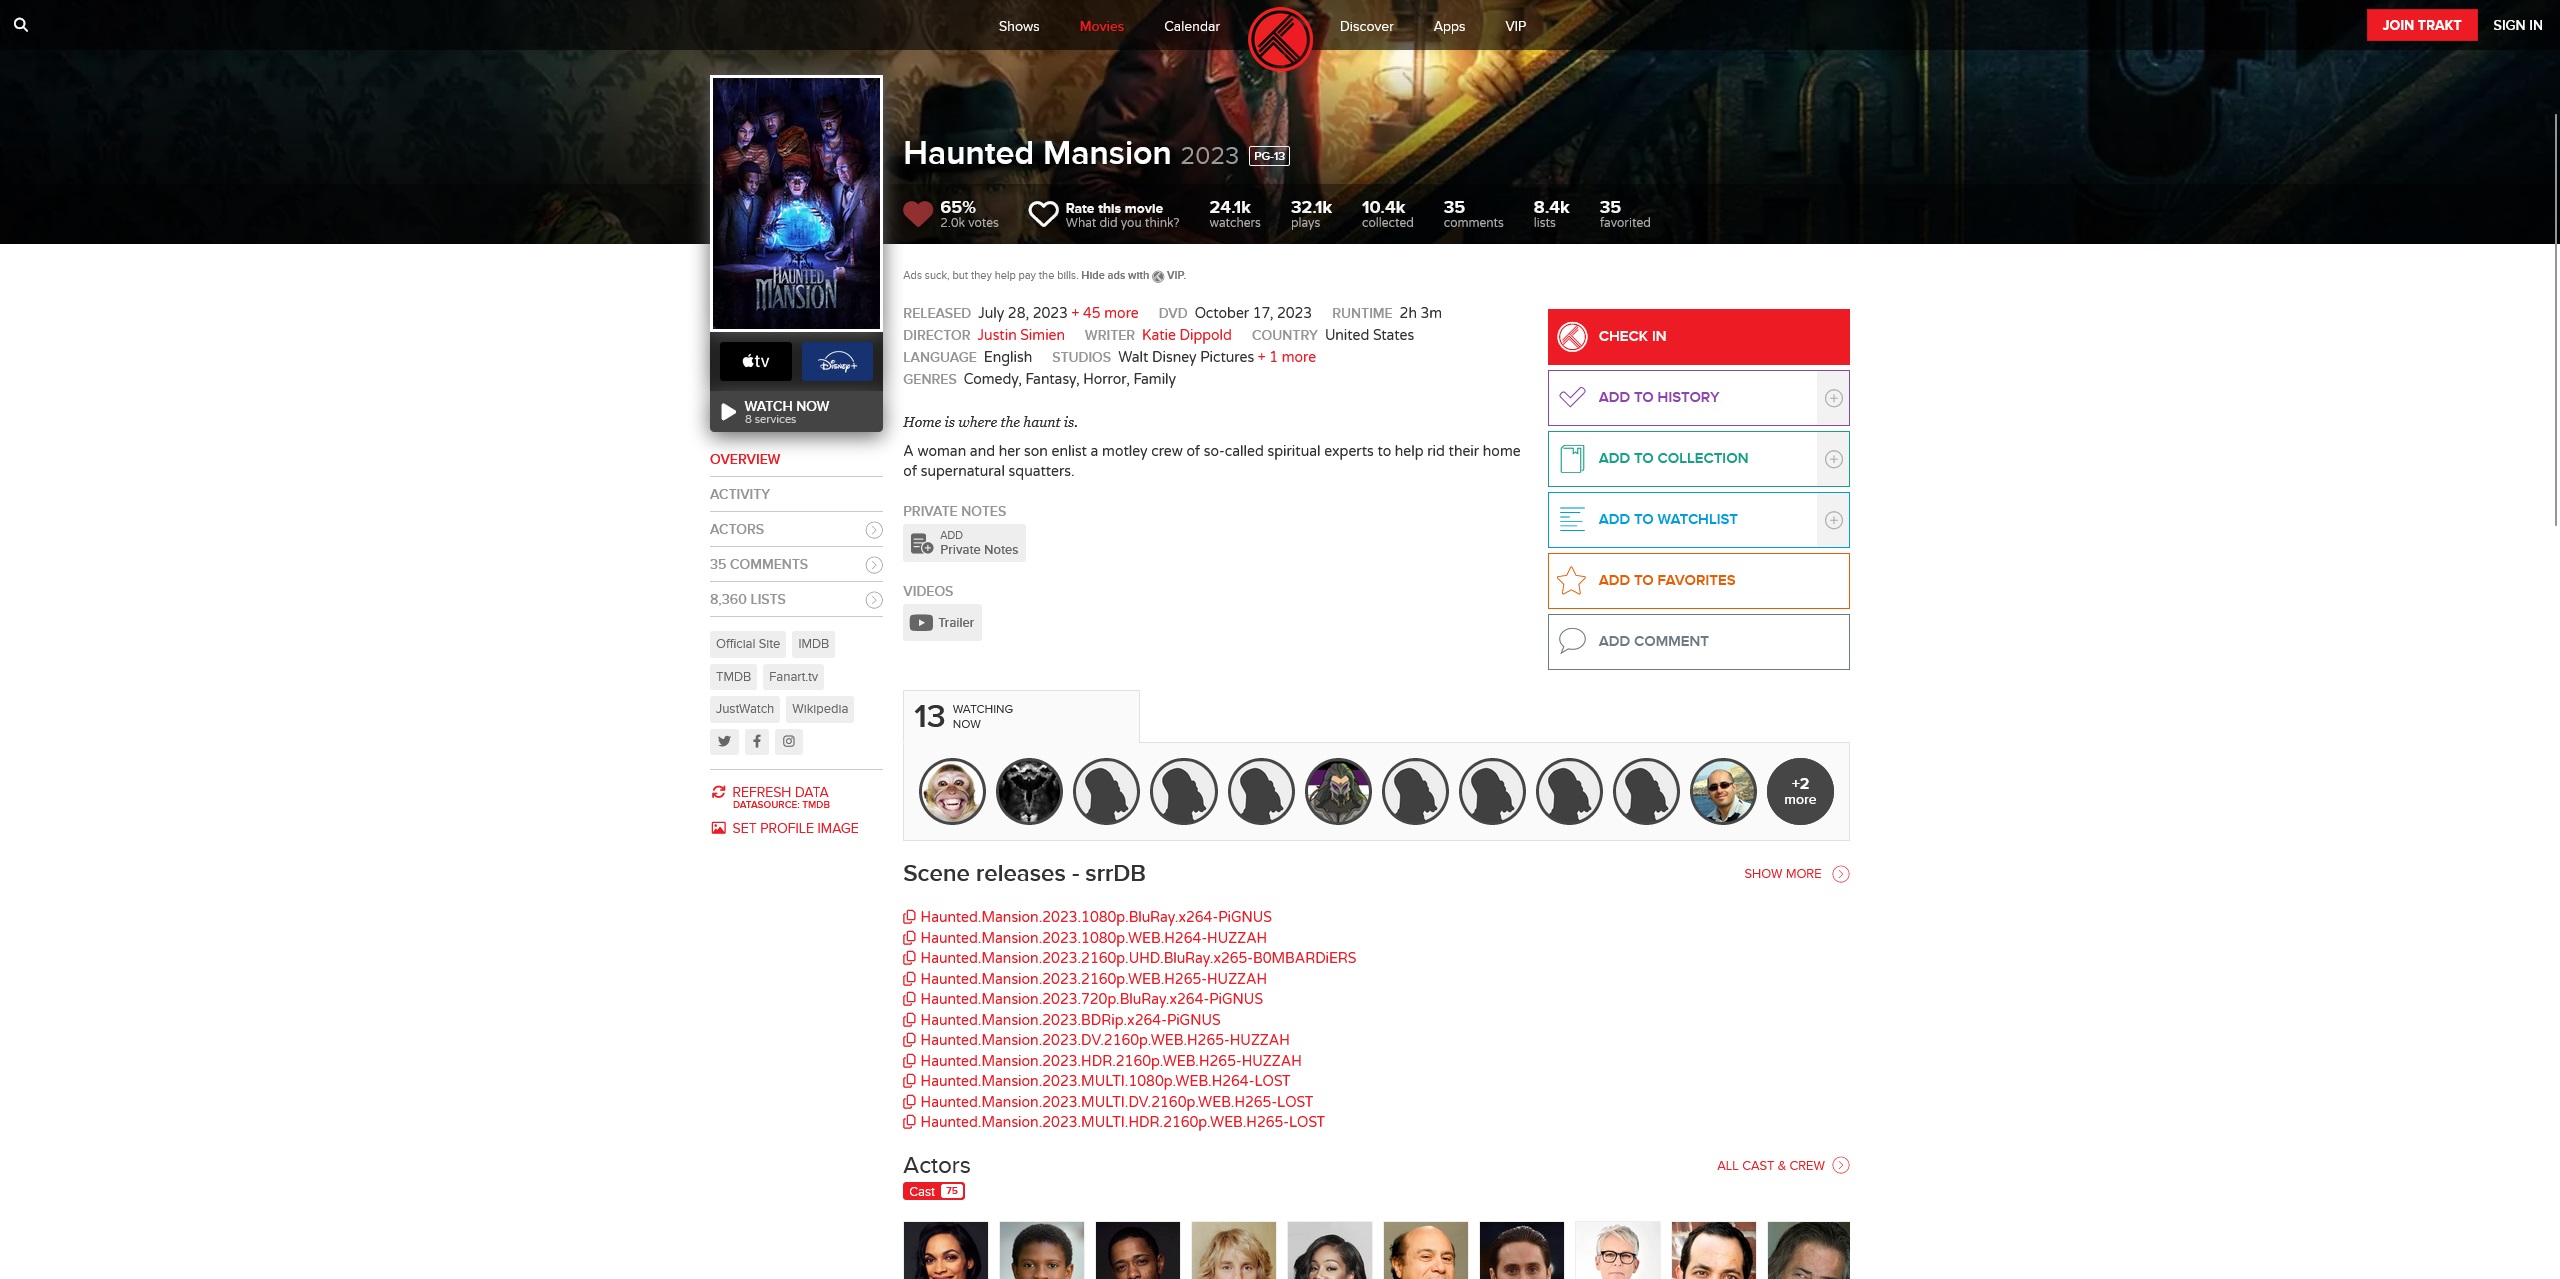 Shows Movies Calendar Discover Apps VIP JOIN TRAKT SIGN IN
Haunted Mansion 2023 PG-13
65%
2.0k votes
Rate this movie
What did you think?
24.1k
watchers
32.1k
plays
10.4k
collected
35
comments
8.4k
lists
35
favorited
HAUNTED
MANSION
tv
Disney+
WATCH NOW
8 services
OVERVIEW
ACTIVITY
ACTORS
35 COMMENTS
8,360 LISTS
Official Site IMDB
TMDB Fanart.tv
JustWatch Wikipedia
REFRESH DATA
DATASOURCE: TMDB
SET PROFILE IMAGE
Ads suck, but they help pay the bills. Hide ads with VIP.
RELEASED July 28, 2023 + 45 more DVD October 17, 2023 RUNTIME 2h 3m
DIRECTOR Justin Simien WRITER Katie Dippold COUNTRY United States
LANGUAGE English STUDIOS Walt Disney Pictures + 1 more
GENRES Comedy, Fantasy, Horror, Family
Home is where the haunt is.
A woman and her son enlist a motley crew of so-called spiritual experts to help rid their home
of supernatural squatters.
PRIVATE NOTES
ADD
Private Notes
VIDEOS
Trailer
CHECK IN
ADD TO HISTORY
ADD TO COLLECTION
ADD TO WATCHLIST
ADD TO FAVORITES
ADD COMMENT
13 WATCHING
NOW
+2
more
Scene releases - srrDB SHOW MORE
Haunted.Mansion.2023.1080p.BluRay.x264-PiGNUS
Haunted.Mansion.2023.1080p.WEB.H264-HUZZAH
Haunted.Mansion.2023.2160p.UHD.BluRay.x265-B0MBARDiERS
Haunted.Mansion.2023.2160p.WEB.H265-HUZZAH
Haunted.Mansion.2023.720p.BluRay.x264-PiGNUS
Haunted.Mansion.2023.BDRip.x264-PiGNUS
Haunted.Mansion.2023.DV.2160p.WEB.H265-HUZZAH
Haunted.Mansion.2023.HDR.2160p.WEB.H265-HUZZAH
Haunted.Mansion.2023.MULTI.1080p.WEB.H264-LOST
Haunted.Mansion.2023.MULTI.DV.2160p.WEB.H265-LOST
Haunted.Mansion.2023.MULTI.HDR.2160p.WEB.H265-LOST
Actors ALL CAST & CREW
Cast 75